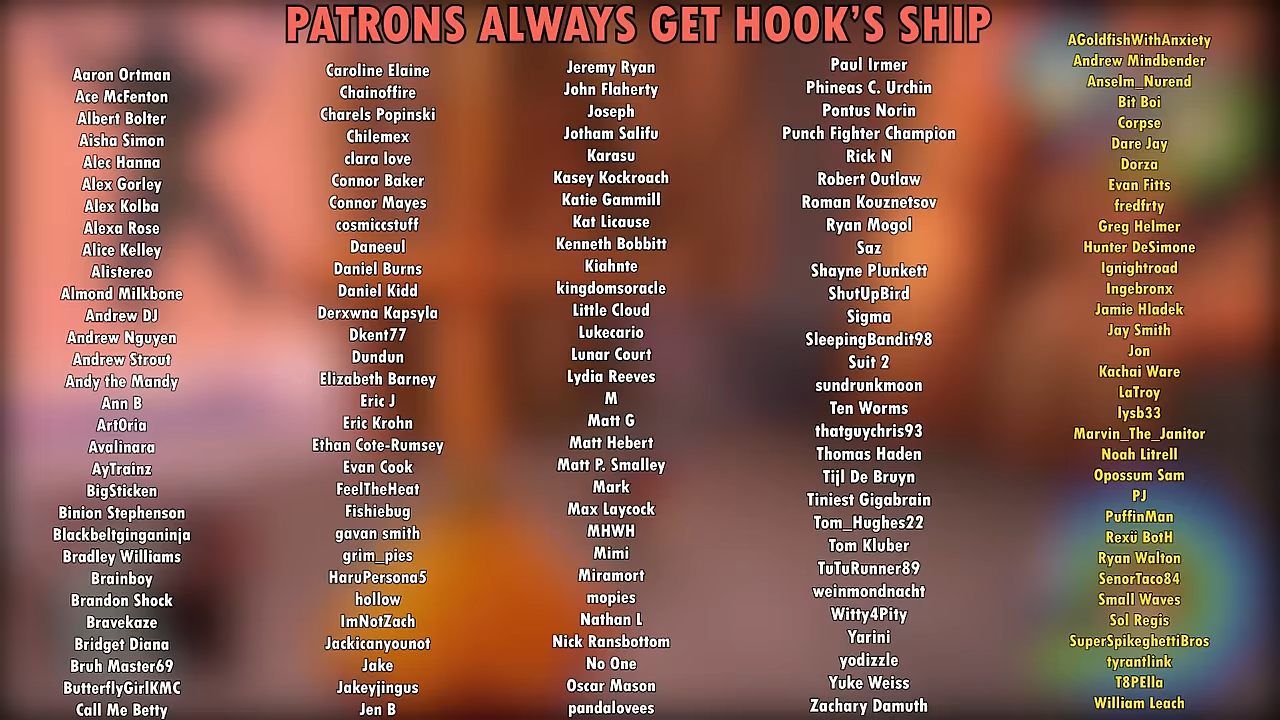 PATRONS ALWAYS GET HOOK'S SHIP
Aaron Ortman
Ace McFenton
Albert Bolter
Aisha Simon
Alec Hanna
Alex Gorley
Alex Kolba
Alexa Rose
Alice Kelley
Alistereo
Almond Milkbone
Andrew DJ
Andrew Nguyen
Andrew Strout
Andy the Mandy
Ann B
ArtOria
Avalinara
AyTrainz
BigSticken
Binion Stephenson
Blackbeltginganinja
Bradley Williams
Brainboy
Brandon Shock
Bravekaze
Bridget Diana
Bruh Master69
ButterflyGirlKMC
Call Me Betty
Caroline Elaine
Chainoffire
Charels Popinski
Chilemex
clara love
Connor Baker
Connor Mayes
cosmiccstuff
Daneeul
Daniel Burns
Daniel Kidd
Derxwna Kapsyla
Dkent77
Dundun
Elizabeth Barney
Eric J
Eric Krohn
Ethan Cote-Rumsey
Evan Cook
FeelTheHeat
Fishiebug
gavan smith
grim_pies
HaruPersona5
hollow
ImNotZach
Jackicanyounot
Jake
Jakeyjingus
Jen B
Jeremy Ryan
John Flaherty
Joseph
Jotham Salifu
Karasu
Kasey Kockroach
Katie Gammill
Kat Licause
Kenneth Bobbitt
Kiahnte
kingdomsoracle
Little Cloud
Lukecario
Lunar Court
Lydia Reeves
M
Matt G
Matt Hebert
Matt P. Smalley
Mark
Max Laycock
MHWH
Mimi
Miramort
mopies
Nathan L
Nick Ransbottom
No One
Oscar Mason
pandalovees
Paul Irmer
Phineas C. Urchin
Pontus Norin
Punch Fighter Champion
Rick N
Robert Outlaw
Roman Kouznetsov
Ryan Mogol
Saz
Shayne Plunkett
ShutUpBird
Sigma
SleepingBandit98
Suit 2
sundrunkmoon
Ten Worms
thatguychris93
Thomas Haden
Tijl De Bruyn
Tiniest Gigabrain
Tom_Hughes22
Tom Kluber
TuTuRunner89
weinmondnacht
Witty4Pity
Yarini
yodizzle
Yuke Weiss
Zachary Damuth
AGoldfishWithAnxiety
Andrew Mindbender
Anselm_Nurend
Bit Boi
Corpse
Dare Jay
Dorza
Evan Fitts
fredfrty
Greg Helmer
Hunter DeSimone
Ignightroad
Ingebronx
Jamie Hladek
Jay Smith
Jon
Kachai Ware
LaTroy
lysb33
Marvin_The_Janitor
Noah Litrell
Opossum Sam
PJ
PuffinMan
Rexü BotH
Ryan Walton
SenorTaco84
Small Waves
Sol Regis
SuperSpikeghettiBros
tyrantlink
T8PElla
William Leach